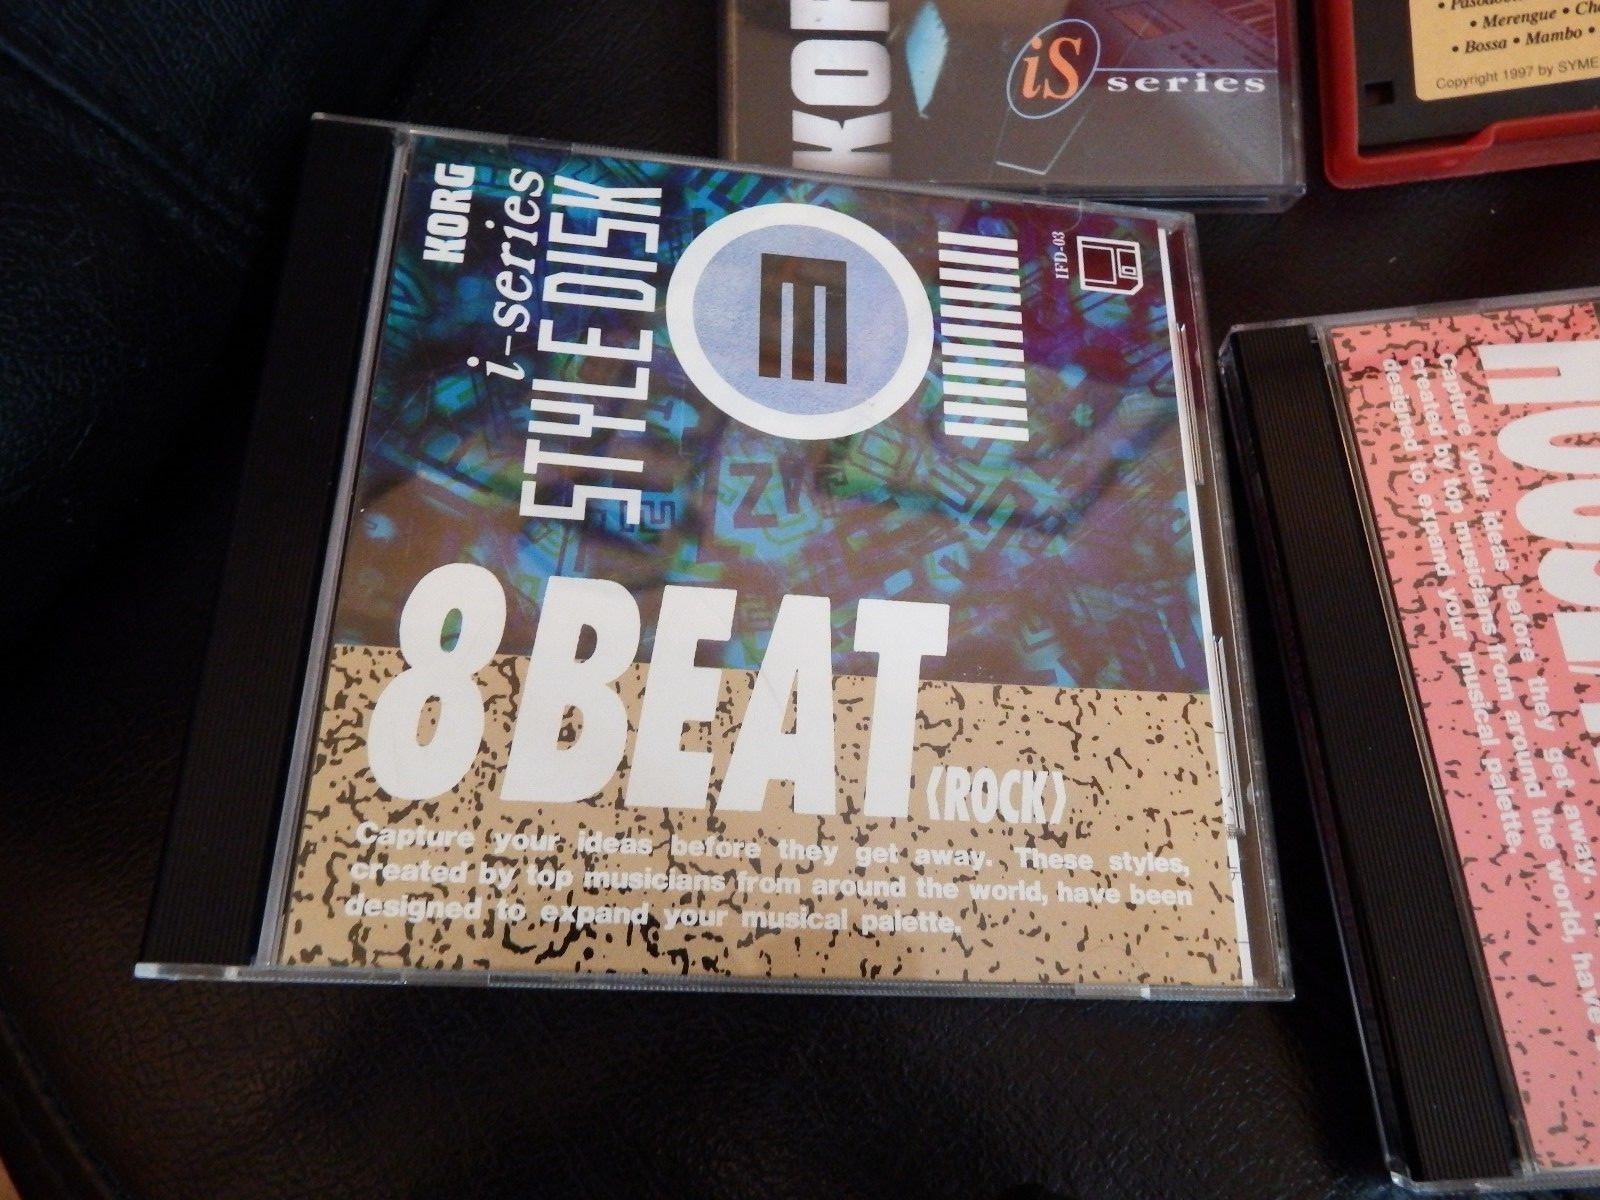 KORG
i-series
STYLE DISK
3
IFD-03
8 BEAT
(ROCK)
Capture your ideas before they get away. These styles,
created by top musicians from around the world, have been
designed to expand your musical palette.
iS
series
• Merengue •
• Bossa • Mambo •
Copyright 1997 by
Capture your ideas before they get away.
created by top musicians from around the world, have
designed to expand your musical palette.